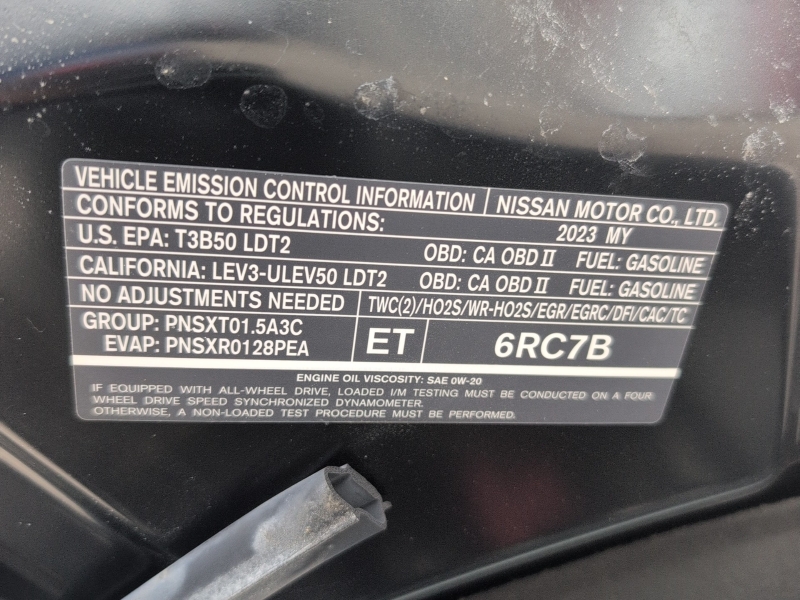 VEHICLE EMISSION CONTROL INFORMATION NISSAN MOTOR CO., LTD.
CONFORMS TO REGULATIONS: 2023 MY
U.S. EPA: T3B50 LDT2 OBD: CA OBD II FUEL: GASOLINE
CALIFORNIA: LEV3-ULEV50 LDT2 OBD: CA OBD II FUEL: GASOLINE
NO ADJUSTMENTS NEEDED TWC(2)/HO2S/WR-HO2S/EGR/EGRC/DFI/CAC/TC
GROUP: PNSXT01.5A3C
EVAP: PNSXR0128PEA
ET
6RC7B
ENGINE OIL VISCOSITY: SAE 0W-20
IF EQUIPPED WITH ALL-WHEEL DRIVE, LOADED I/M TESTING MUST BE CONDUCTED ON A FOUR
WHEEL DRIVE SPEED SYNCHRONIZED DYNAMOMETER.
OTHERWISE, A NON-LOADED TEST PROCEDURE MUST BE PERFORMED.